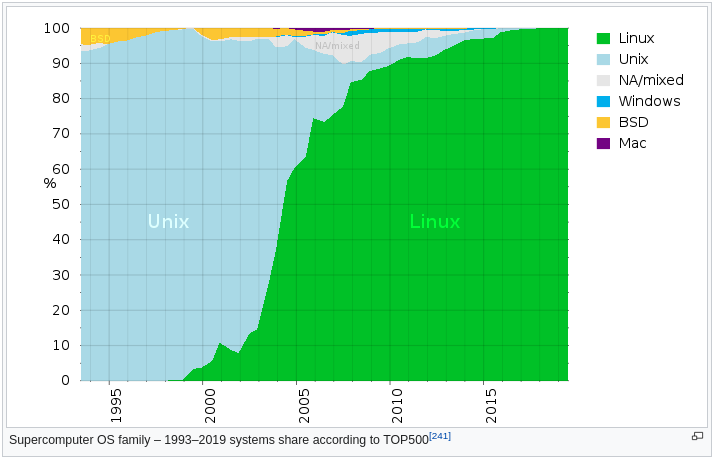 100
90
80
70
60
50
40
30
20
10
0
%
BSD
NA/mixed
Unix
Linux
1995
2000
2005
2010
2015
Linux
Unix
NA/mixed
Windows
BSD
Mac
Supercomputer OS family – 1993–2019 systems share according to TOP500[241]